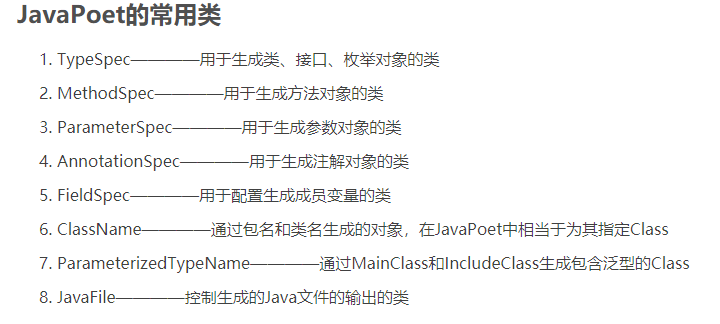 JavaPoet的常用类
1. TypeSpec————用于生成类、接口、枚举对象的类
2. MethodSpec————用于生成方法对象的类
3. ParameterSpec————用于生成参数对象的类
4. AnnotationSpec————用于生成注解对象的类
5. FieldSpec————用于配置生成成员变量的类
6. ClassName————通过包名和类名生成的对象，在JavaPoet中相当于为其指定Class
7. ParameterizedTypeName————通过MainClass和IncludeClass生成包含泛型的Class
8. JavaFile————控制生成的Java文件的输出的类